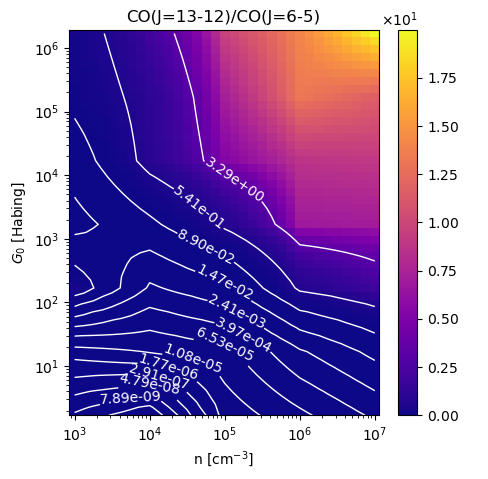 CO(J=13-12)/CO(J=6-5)
×10¹
G₀ [Habing]
10⁶
10⁵
10⁴
10³
10²
10¹
3.29e+00
5.41e-01
8.90e-02
1.47e-02
2.41e-03
3.97e-04
6.53e-05
1.08e-05
1.77e-06
2.91e-07
4.79e-08
7.89e-09
10³ 10⁴ 10⁵ 10⁶ 10⁷
n [cm⁻³]
1.75
1.50
1.25
1.00
0.75
0.50
0.25
0.00